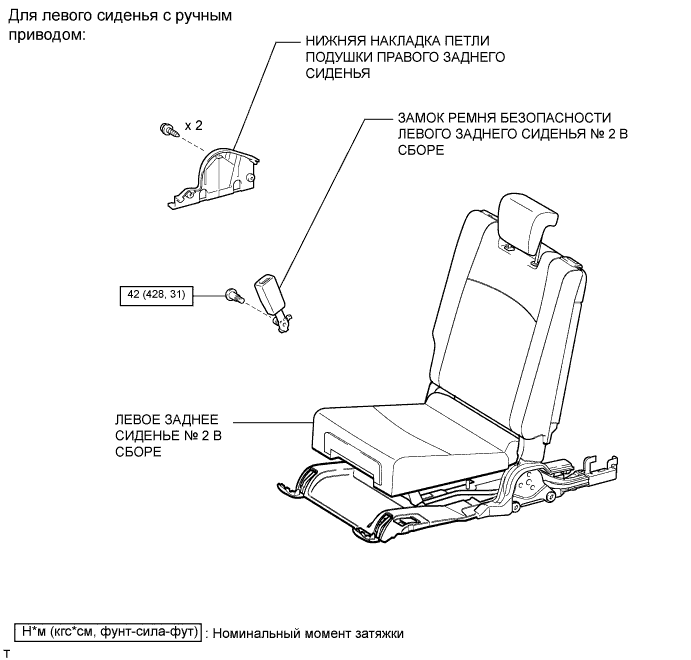 Для левого сиденья с ручным
приводом:
НИЖНЯЯ НАКЛАДКА ПЕТЛИ
ПОДУШКИ ПРАВОГО ЗАДНЕГО
СИДЕНЬЯ
x 2
ЗАМОК РЕМНЯ БЕЗОПАСНОСТИ
ЛЕВОГО ЗАДНЕГО СИДЕНЬЯ № 2 В
СБОРЕ
42 (428, 31)
ЛЕВОЕ ЗАДНЕЕ
СИДЕНЬЕ № 2 В
СБОРЕ
Н*м (кгс*см, фунт-сила-фут) : Номинальный момент затяжки
T